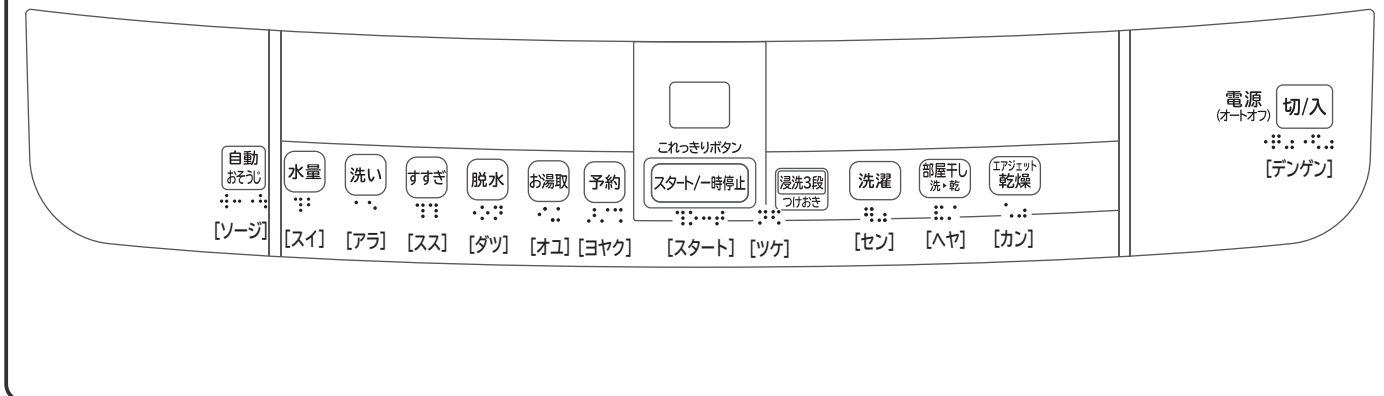 自動
おそうじ
[ソージ]
水量
[スイ]
洗い
[アラ]
すすぎ
[スス]
脱水
[ダツ]
お湯取
[オユ]
予約
[ヨヤク]
これっきりボタン
スタート/一時停止
[スタート]
浸洗3段
つけおき
[ツケ]
洗濯
[セン]
部屋干し
洗▶乾
[ヘヤ]
エアジェット
乾燥
[カン]
電源
(オートオフ)
切/入
[デンゲン]